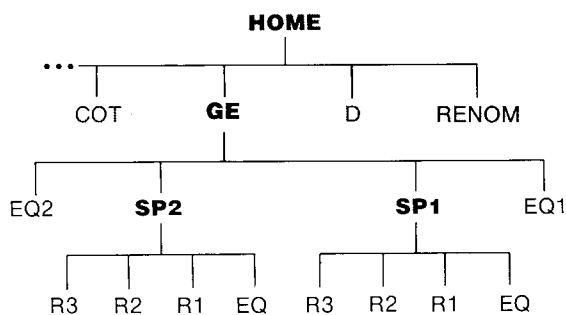 HOME
••• COT GE D RENOM
EQ2 SP2 SP1 EQ1
R3 R2 R1 EQ R3 R2 R1 EQ